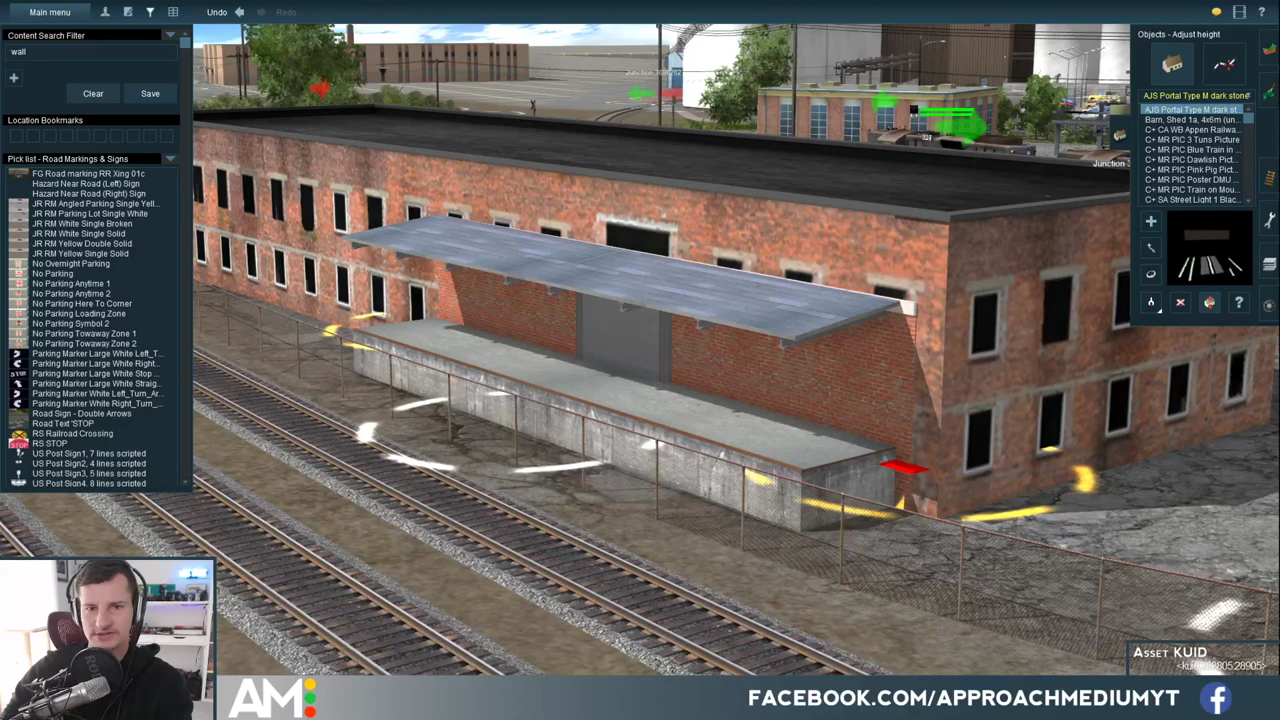 Main menu
Undo
Redo
Content Search Filter
wall
Clear
Save
Location Bookmarks
Pick list - Road Markings & Signs
FG Road marking RR Xing 01c
Hazard Near Road (Left) Sign
Hazard Near Road (Right) Sign
JR RM Angled Parking Single Yell...
JR RM Parking Lot Single White
JR RM White Single Broken
JR RM White Single Solid
JR RM Yellow Double Solid
JR RM Yellow Single Solid
No Overnight Parking
No Parking
No Parking Anytime 1
No Parking Anytime 2
No Parking Here To Corner
No Parking Loading Zone
No Parking Symbol 2
No Parking Towaway Zone 1
No Parking Towaway Zone 2
Parking Marker Large White Left_T...
Parking Marker Large White Right...
Parking Marker Large White Stop ...
Parking Marker Large White Straig...
Parking Marker White Left_Turn_Ar...
Parking Marker White Right_Turn_...
Road Sign - Double Arrows
Road Text 'STOP'
RS Railroad Crossing
RS STOP
US Post Sign1, 7 lines scripted
US Post Sign2, 4 lines scripted
US Post Sign3, 5 lines scripted
US Post Sign4. 8 lines scripted
324
Junction 3
Objects - Adjust height
AJS Portal Type M dark stone
AJS Portal Type M dark st
Barn, Shed 1a, 4x6m (un...
C+ CA WB Appen Railwa...
C+ MR PIC 3 Tuns Picture
C+ MR PIC Blue Train in ...
C+ MR PIC Dawlish Pict...
C+ MR PIC Pink Pig Pict...
C+ MR PIC Poster DMU ...
C+ MR PIC Train on Mou...
C+ SA Street Light 1 Blac...
ASSET KUID
AM
FACEBOOK.COM/APPROACHMEDIUMYT